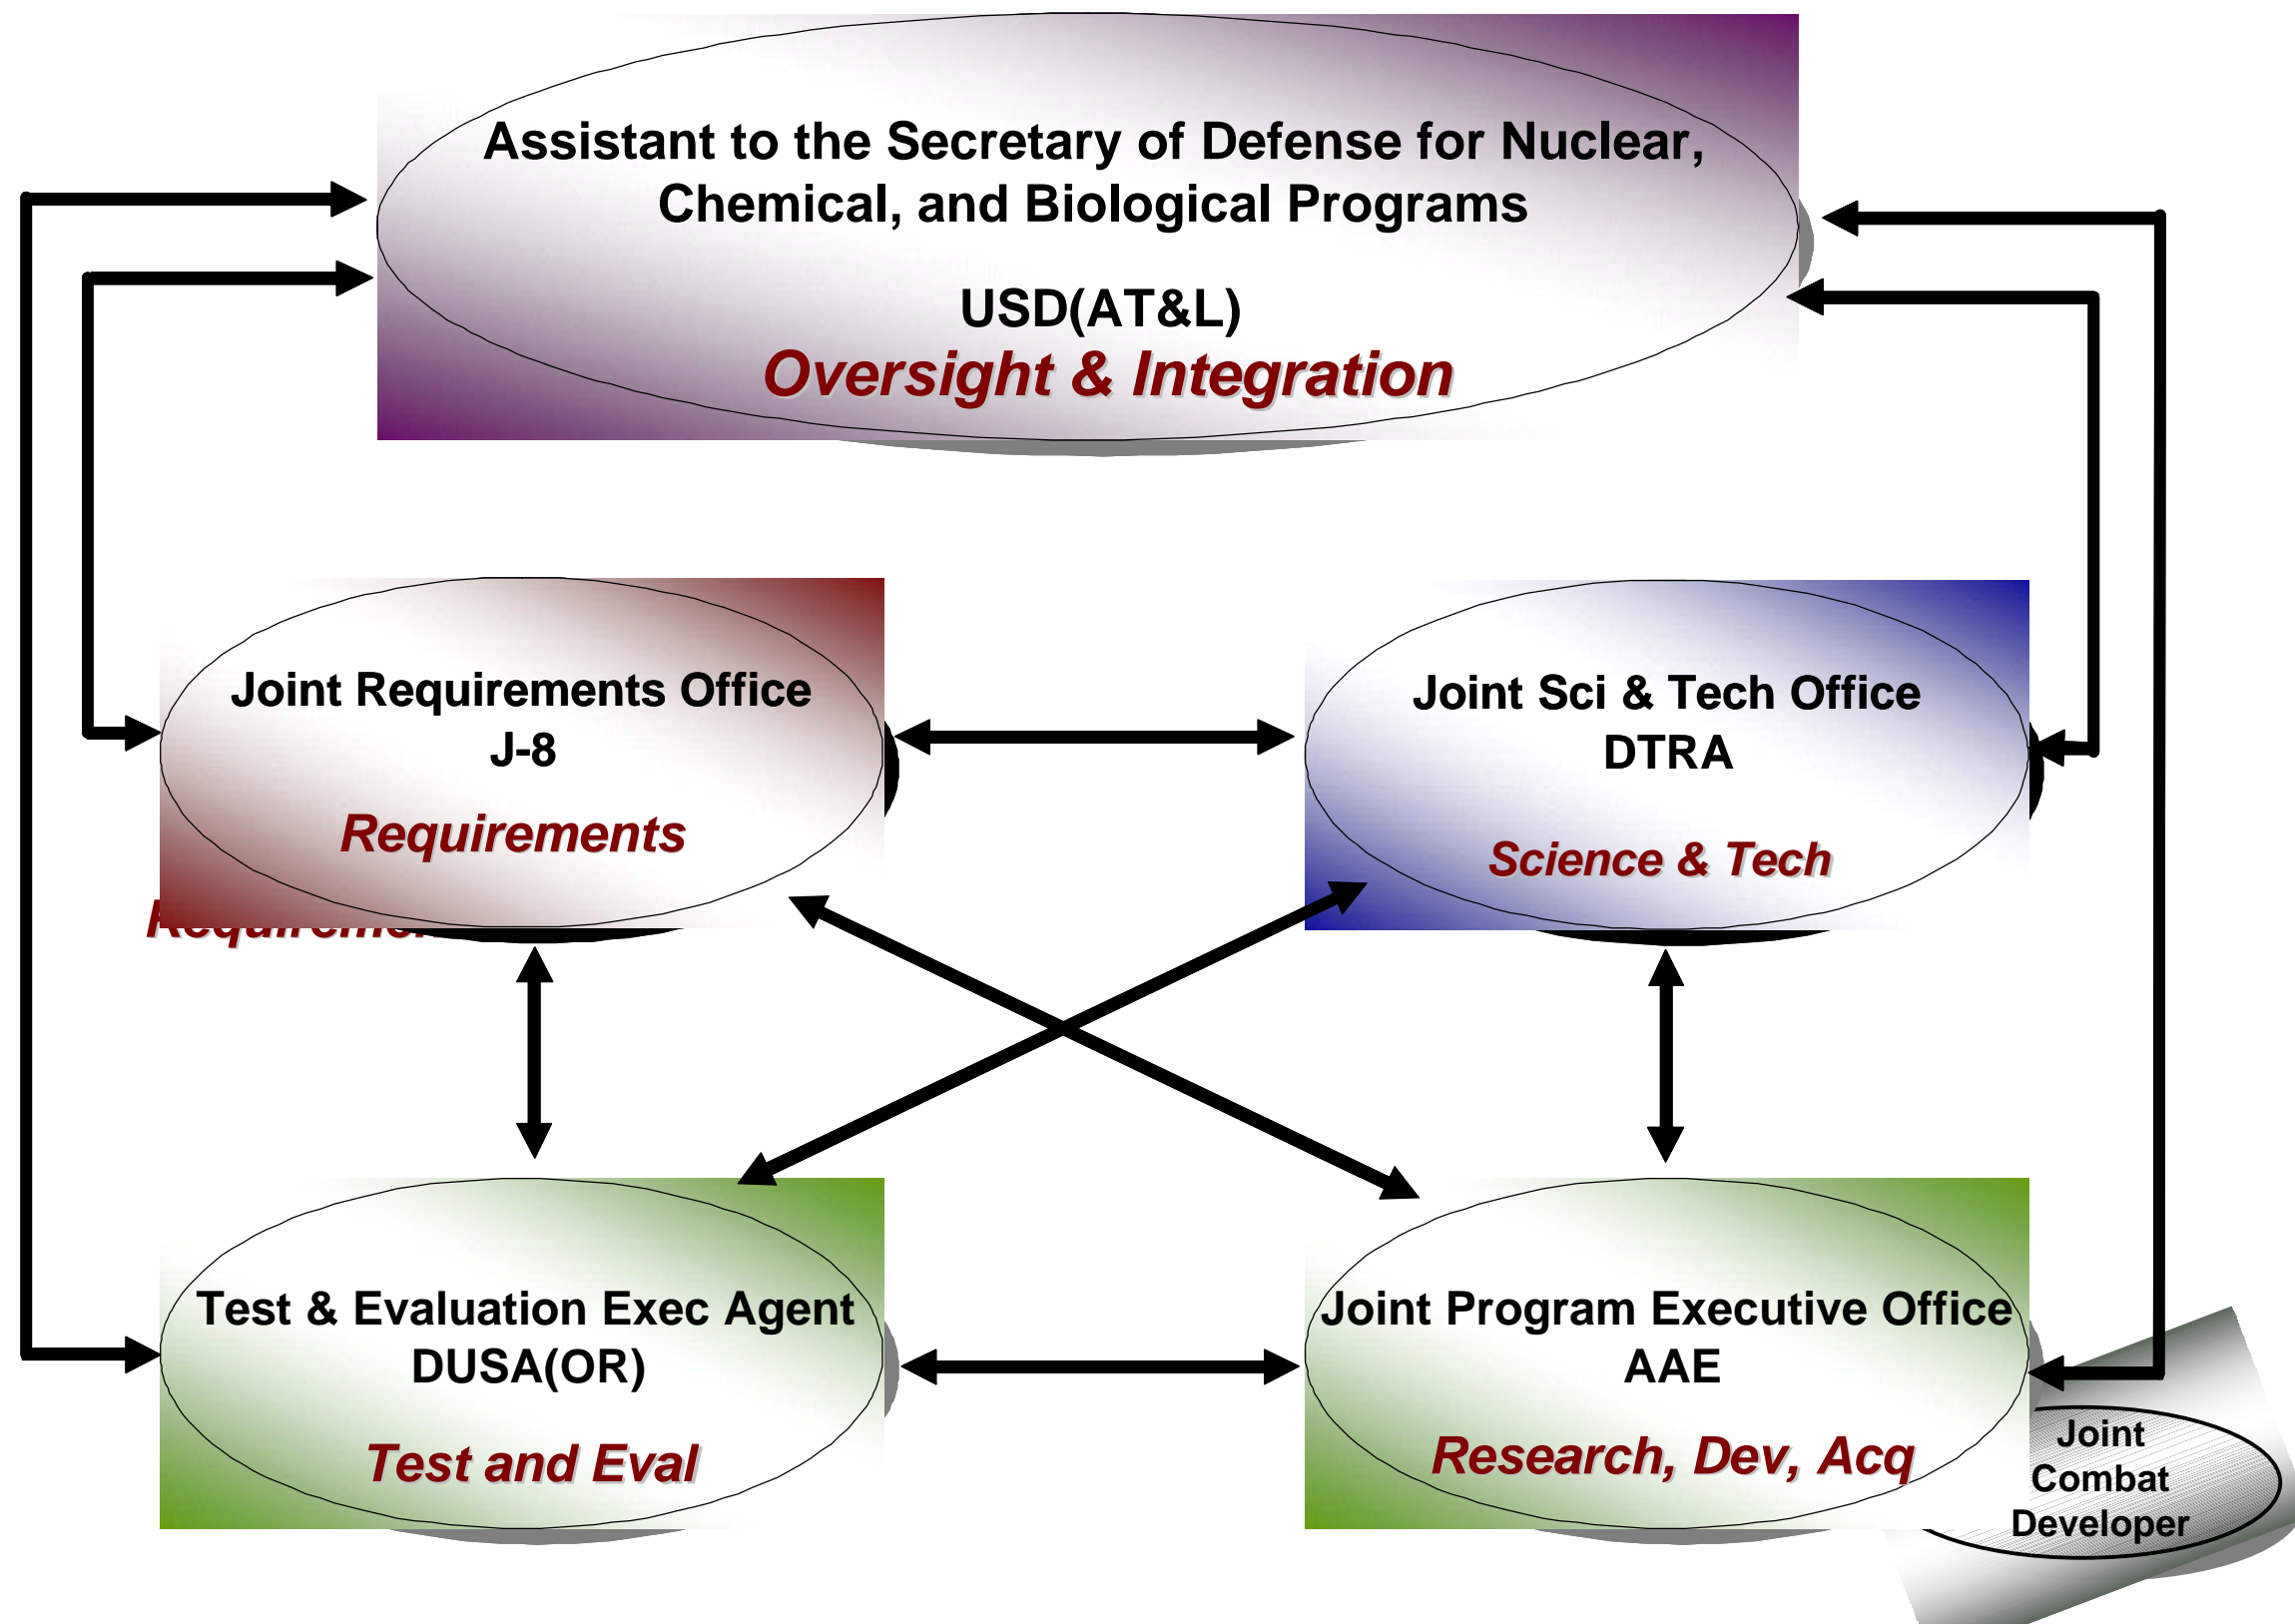 Assistant to the Secretary of Defense for Nuclear,
Chemical, and Biological Programs
USD(AT&L)
Oversight & Integration
Joint Requirements Office
J-8
Requirements
Joint Sci & Tech Office
DTRA
Science & Tech
Test & Evaluation Exec Agent
DUSA(OR)
Test and Eval
Joint Program Executive Office
AAE
Research, Dev, Acq
Joint
Combat
Developer